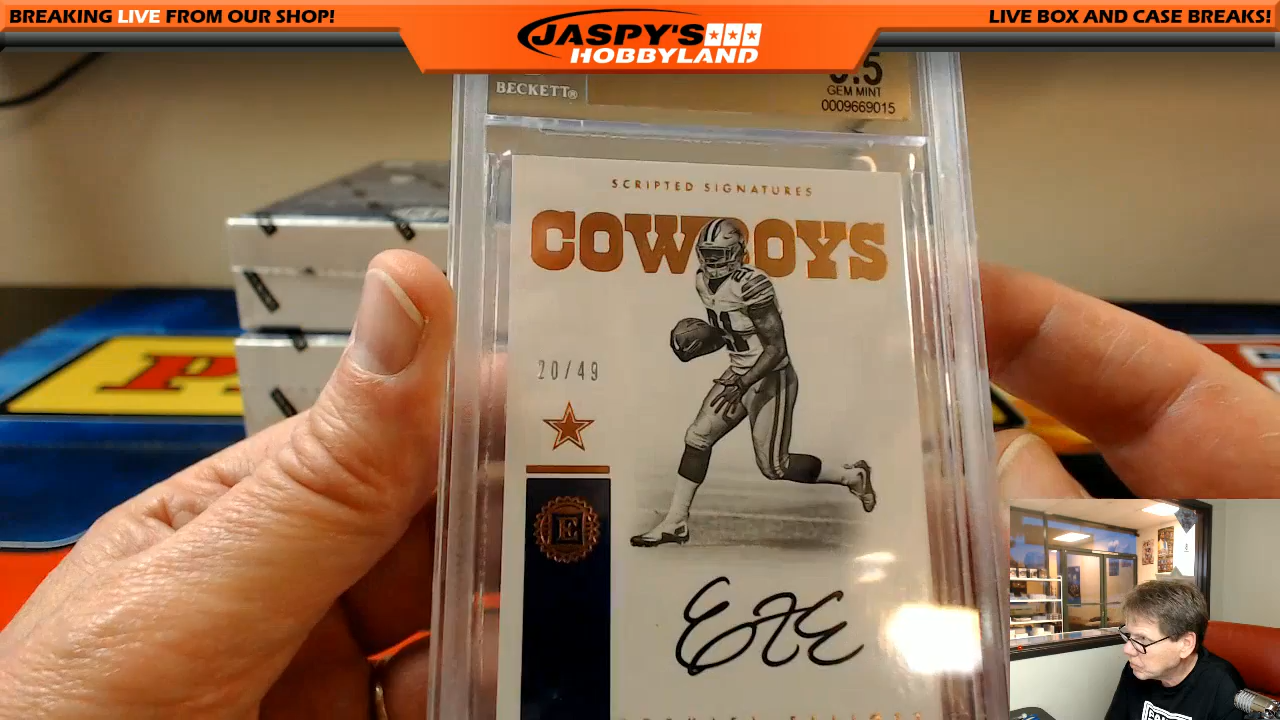 BREAKING LIVE FROM OUR SHOP!
JASPY'S
HOBBYLAND
LIVE BOX AND CASE BREAKS!
BECKETT®
GEM MINT
0009669015
SCRIPTED SIGNATURES
COWBOYS
21
20/49
E